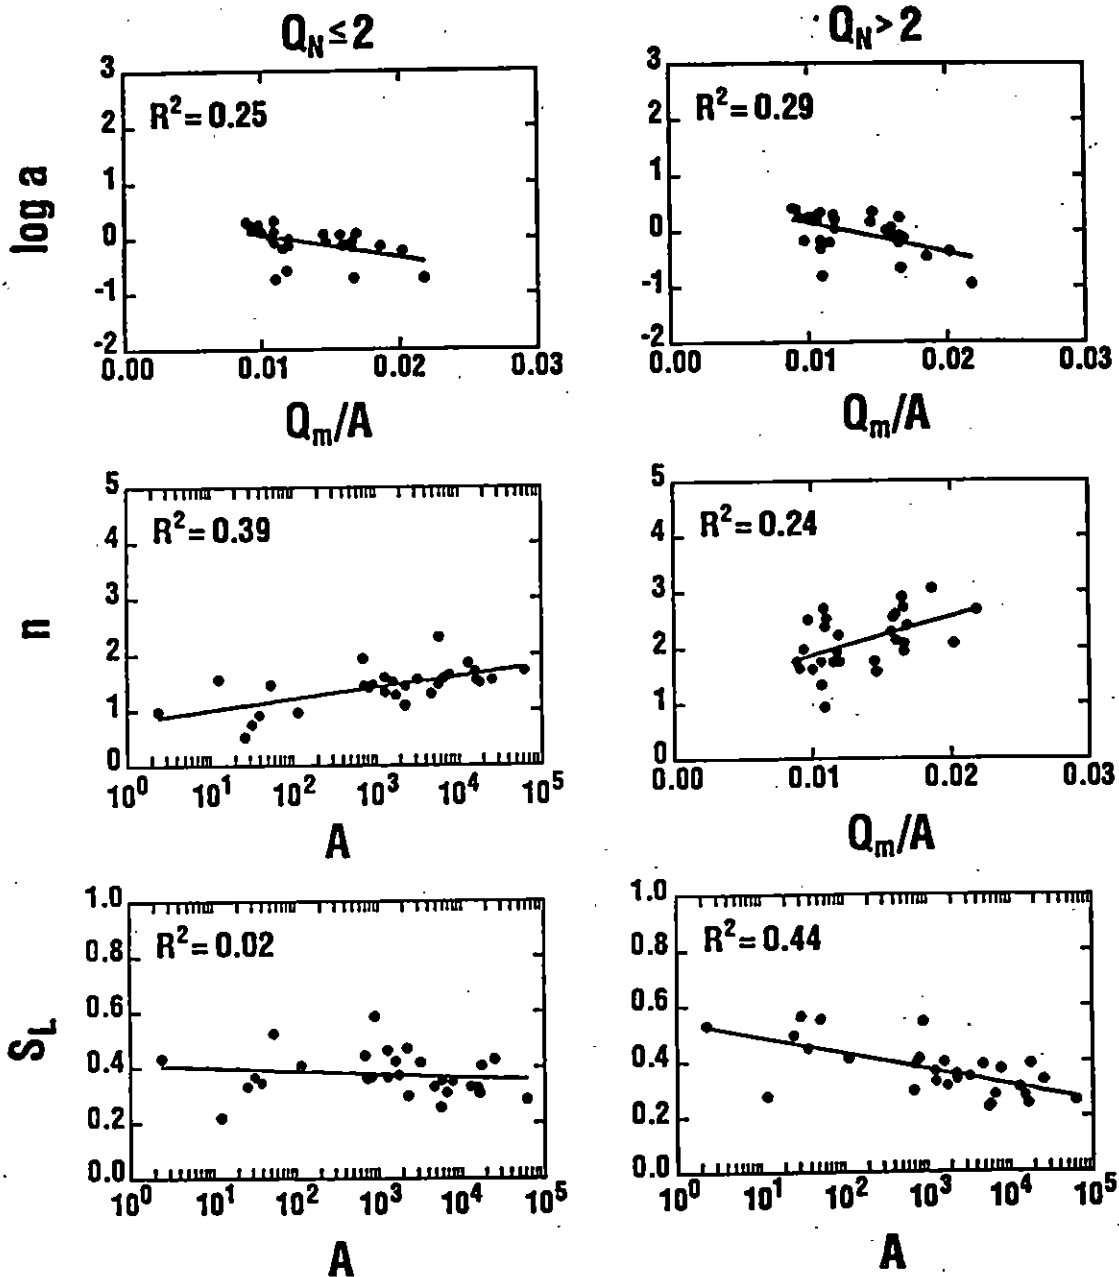 Q_N ≤ 2
Q_N > 2
3
2
1
0
-1
-2
log a
R² = 0.25
0.00 0.01 0.02 0.03
Q_m/A
3
2
1
0
-1
-2
R² = 0.29
0.00 0.01 0.02 0.03
Q_m/A
5
4
3
2
1
0
n
R² = 0.39
10⁰ 10¹ 10² 10³ 10⁴ 10⁵
A
5
4
3
2
1
0
R² = 0.24
0.00 0.01 0.02 0.03
Q_m/A
1.0
0.8
0.6
0.4
0.2
0.0
S_L
R² = 0.02
10⁰ 10¹ 10² 10³ 10⁴ 10⁵
A
1.0
0.8
0.6
0.4
0.2
0.0
R² = 0.44
10⁰ 10¹ 10² 10³ 10⁴ 10⁵
A